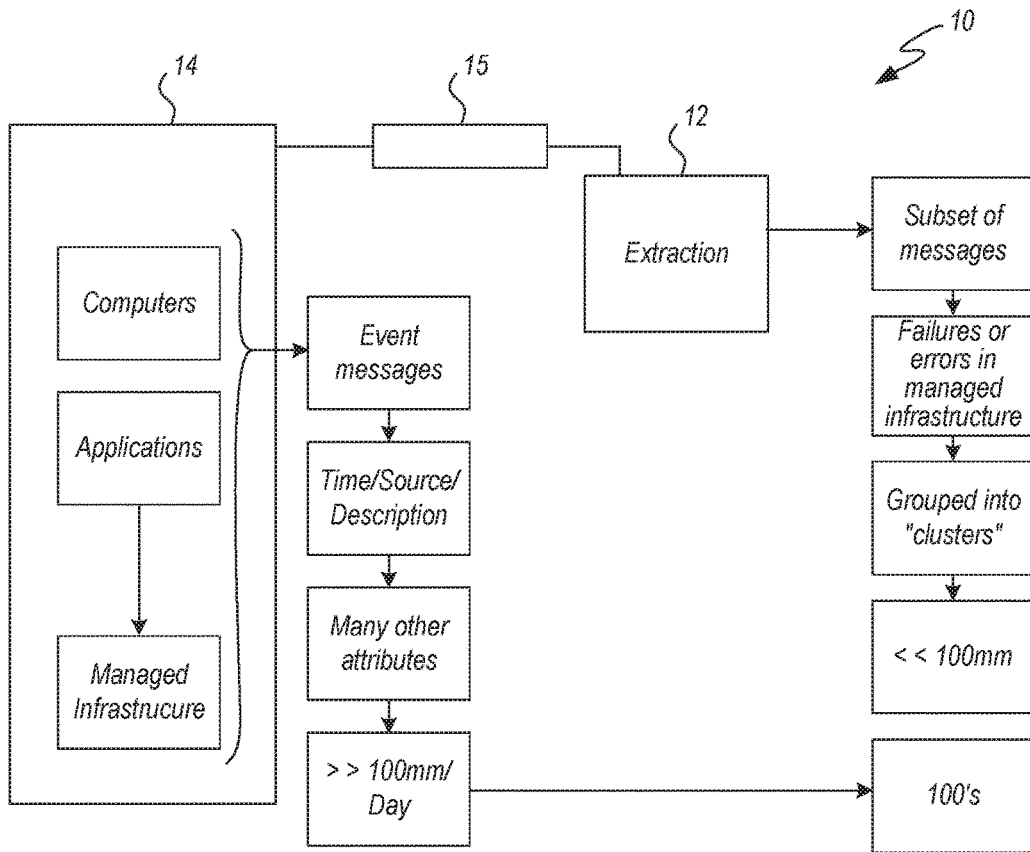 10
14
15
12
Computers
Applications
Managed
Infrastrucure
Event
messages
Time/Source/
Description
Many other
attributes
> > 100mm/
Day
Extraction
Subset of
messages
Failures or
errors in
managed
infrastructure
Grouped into
"clusters"
< < 100mm
100's